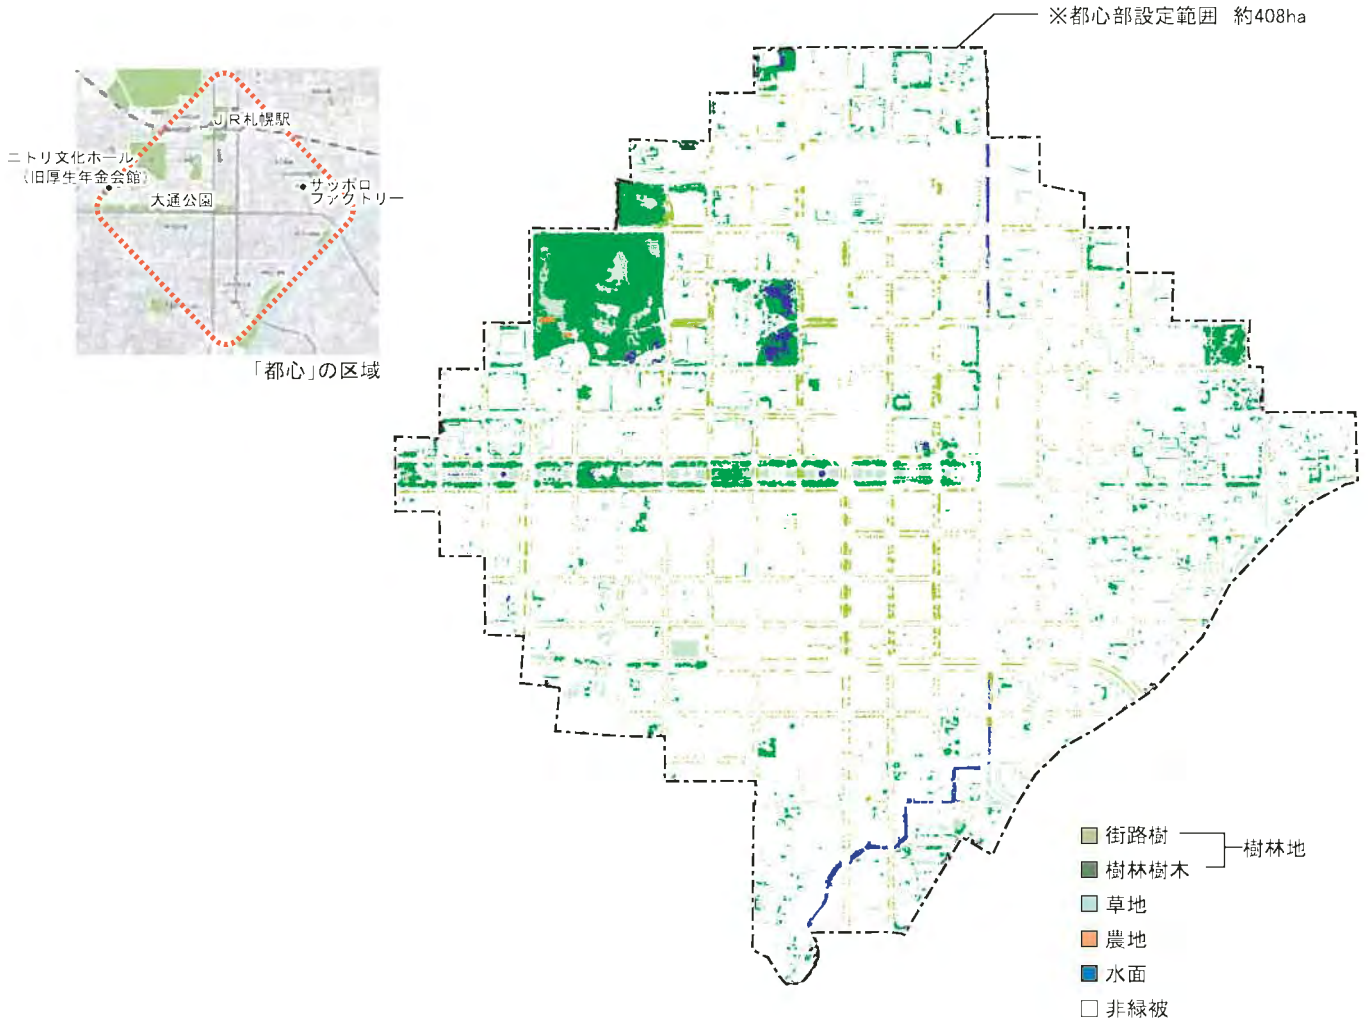 ※都心部設定範囲 約408ha
JR札幌駅
ニトリ文化ホール
(旧厚生年金会館)
サッポロ
ファクトリー
大通公園
「都心」の区域
街路樹
樹林地
樹林樹木
草地
農地
水面
非緑被